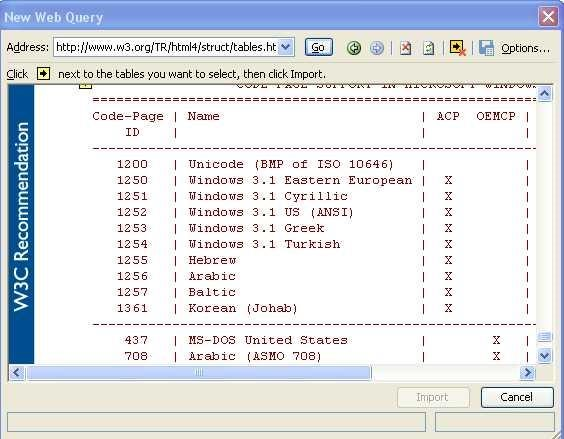 New Web Query
Address: http://www.w3.org/TR/html4/struct/tables.ht Go Options...
Click next to the tables you want to select, then click Import.
W3C Recommendation
CODE PAGE SUPPORT IN MICROSOFT WINDOW
==========================================================
Code-Page | Name | ACP OEMCP |
ID | | |
----------------------------------------------------------
1200 | Unicode (BMP of ISO 10646) | |
1250 | Windows 3.1 Eastern European | X |
1251 | Windows 3.1 Cyrillic | X |
1252 | Windows 3.1 US (ANSI) | X |
1253 | Windows 3.1 Greek | X |
1254 | Windows 3.1 Turkish | X |
1255 | Hebrew | X |
1256 | Arabic | X |
1257 | Baltic | X |
1361 | Korean (Johab) | X |
----------------------------------------------------------
437 | MS-DOS United States | X |
708 | Arabic (ASMO 708) | X |
Import Cancel